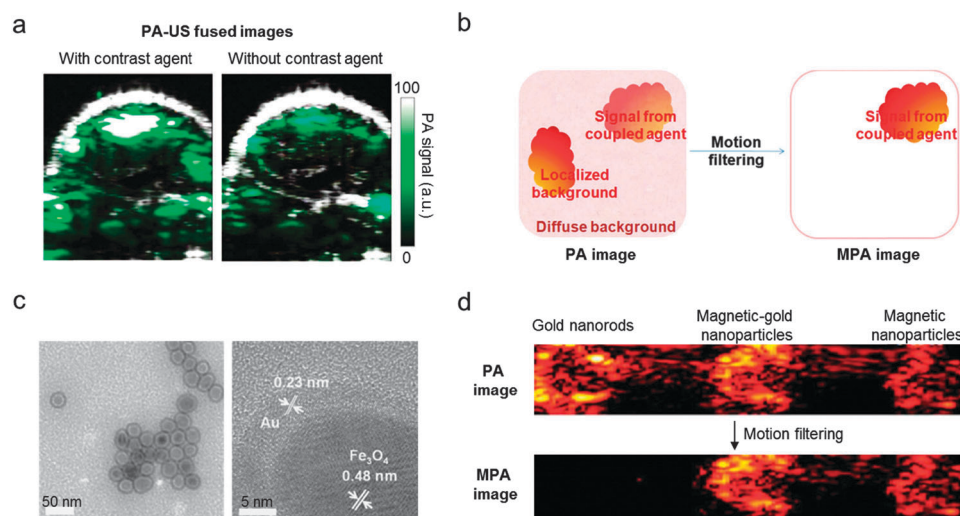 a
PA-US fused images
With contrast agent
Without contrast agent
100
PA signal (a.u.)
0
b
Signal from
coupled agent
Localized
background
Diffuse background
PA image
Motion
filtering
Signal from
coupled agent
MPA image
c
50 nm
0.23 nm
Au
Fe₃O₄
0.48 nm
5 nm
d
Gold nanorods
Magnetic-gold
nanoparticles
Magnetic
nanoparticles
PA
image
Motion filtering
MPA
image